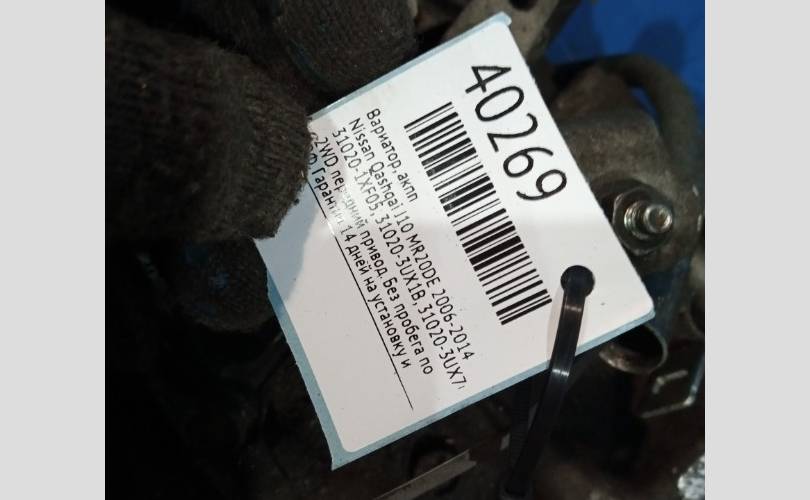 40269
Вариатор,акпп
Nissan Qashqai J10 MR20DE 2006-2014
31020-1XF05, 31020-3UX1B, 31020-3UX7
2WD передний привод. Без пробега по
РФ Гарантия 14 дней на установку и